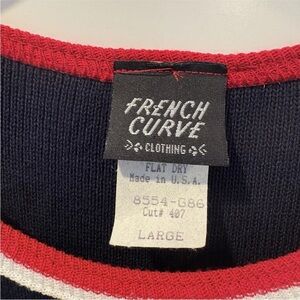 FRENCH
CURVE
CLOTHING
FLAT DRY
Made in U.S.A.
8554-G86
Cut# 407
LARGE